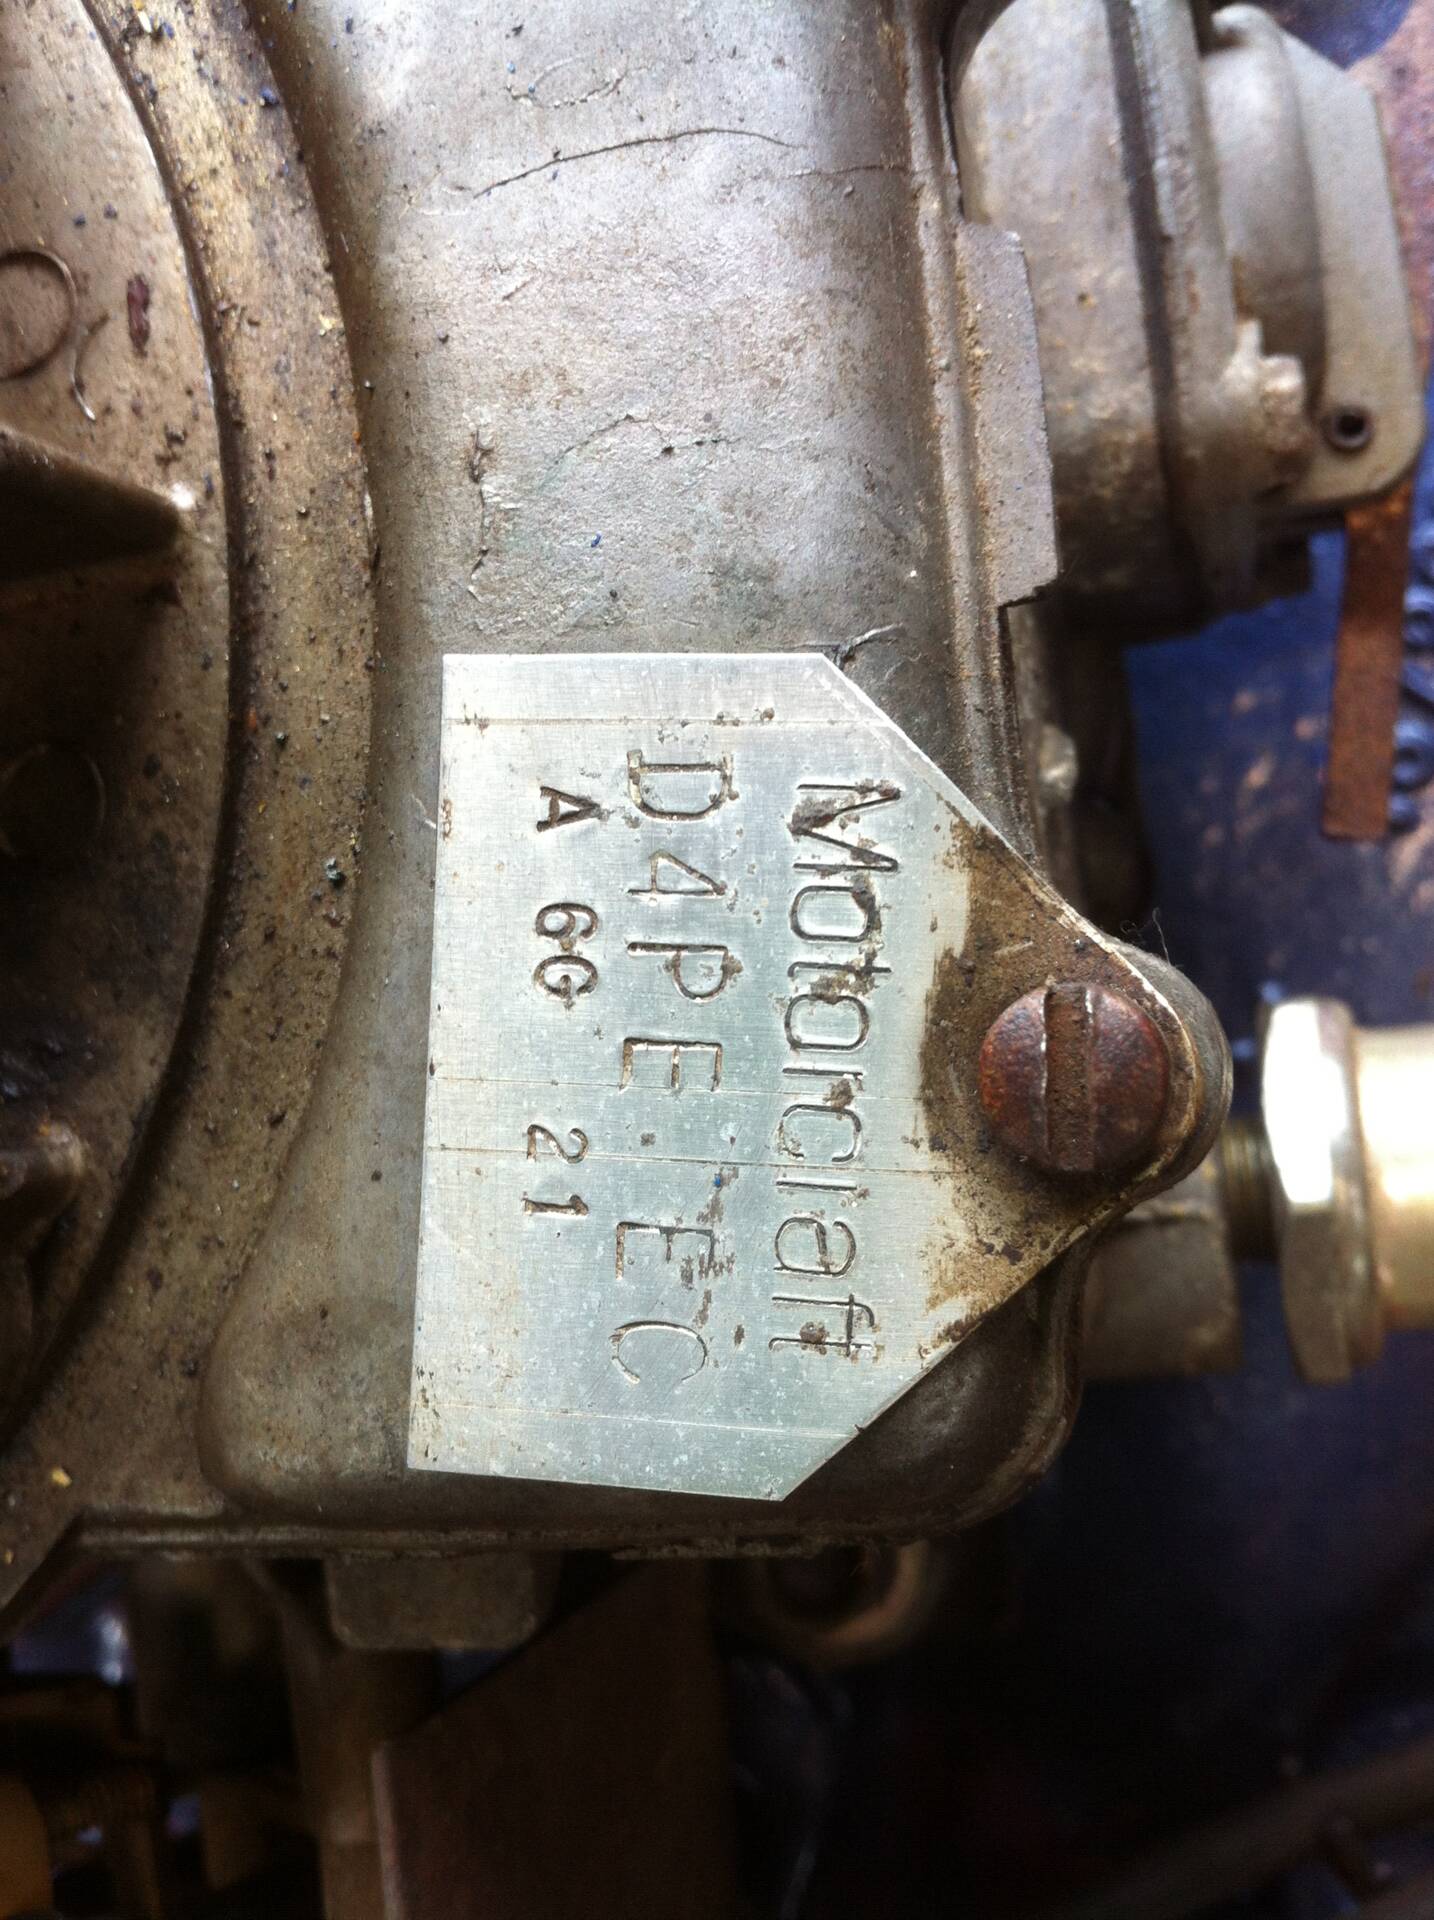 Motorcraft
D4PE EC
A 6G 21